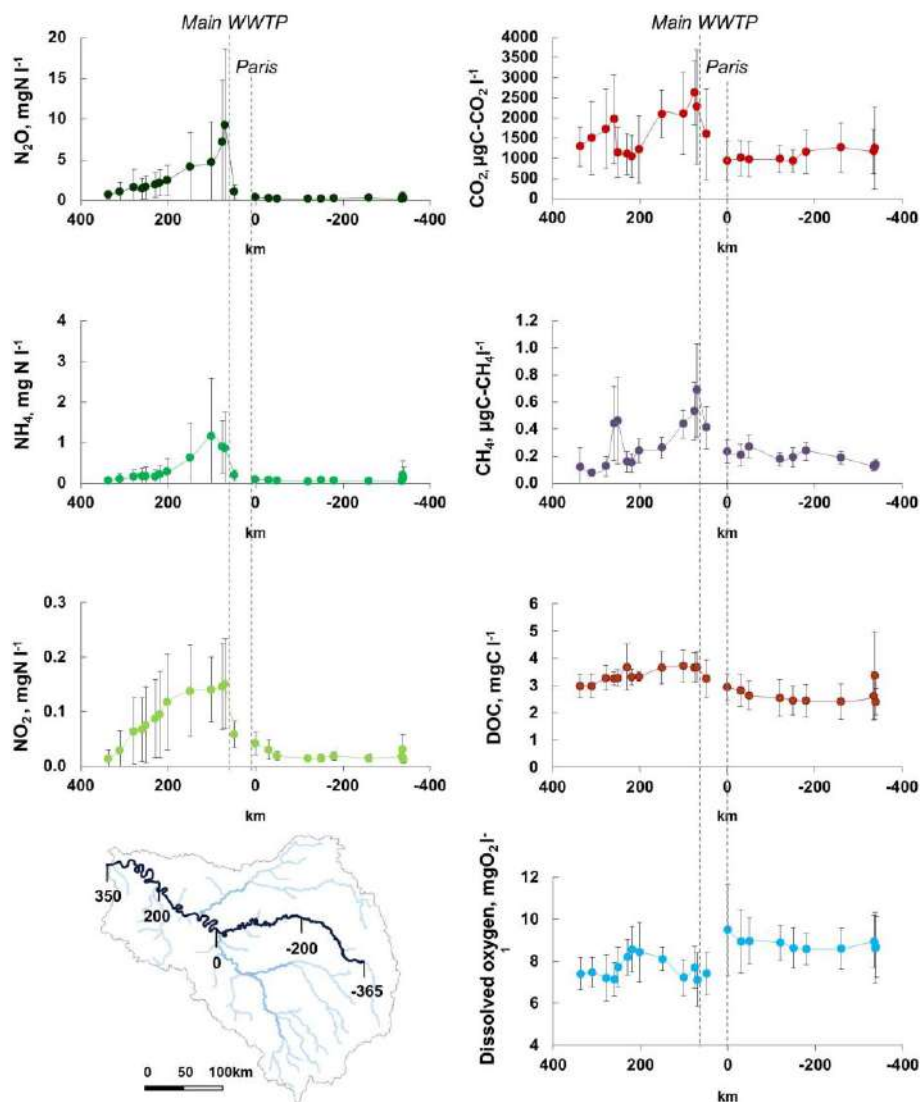 Main WWTP
Paris
N₂O, mgN l⁻¹
20
15
10
5
0
400 200 0 -200 -400
km
Main WWTP
Paris
CO₂, µgC-CO₂ l⁻¹
4000
3500
3000
2500
2000
1500
1000
500
0
400 200 0 -200 -400
km
NH₄, mg N l⁻¹
4
3
2
1
0
400 200 0 -200 -400
km
CH₄, µgC-CH₄l⁻¹
1.2
1.0
0.8
0.6
0.4
0.2
0.0
400 200 0 -200 -400
km
NO₂, mgN l⁻¹
0.3
0.2
0.1
0.0
400 200 0 -200 -400
km
DOC, mgC l⁻¹
6
5
4
3
2
1
0
400 200 0 -200 -400
km
350
200
0
-200
-365
0 50 100km
Dissolved oxygen, mgO₂ l⁻
1
12
10
8
6
4
400 200 0 -200 -400
km